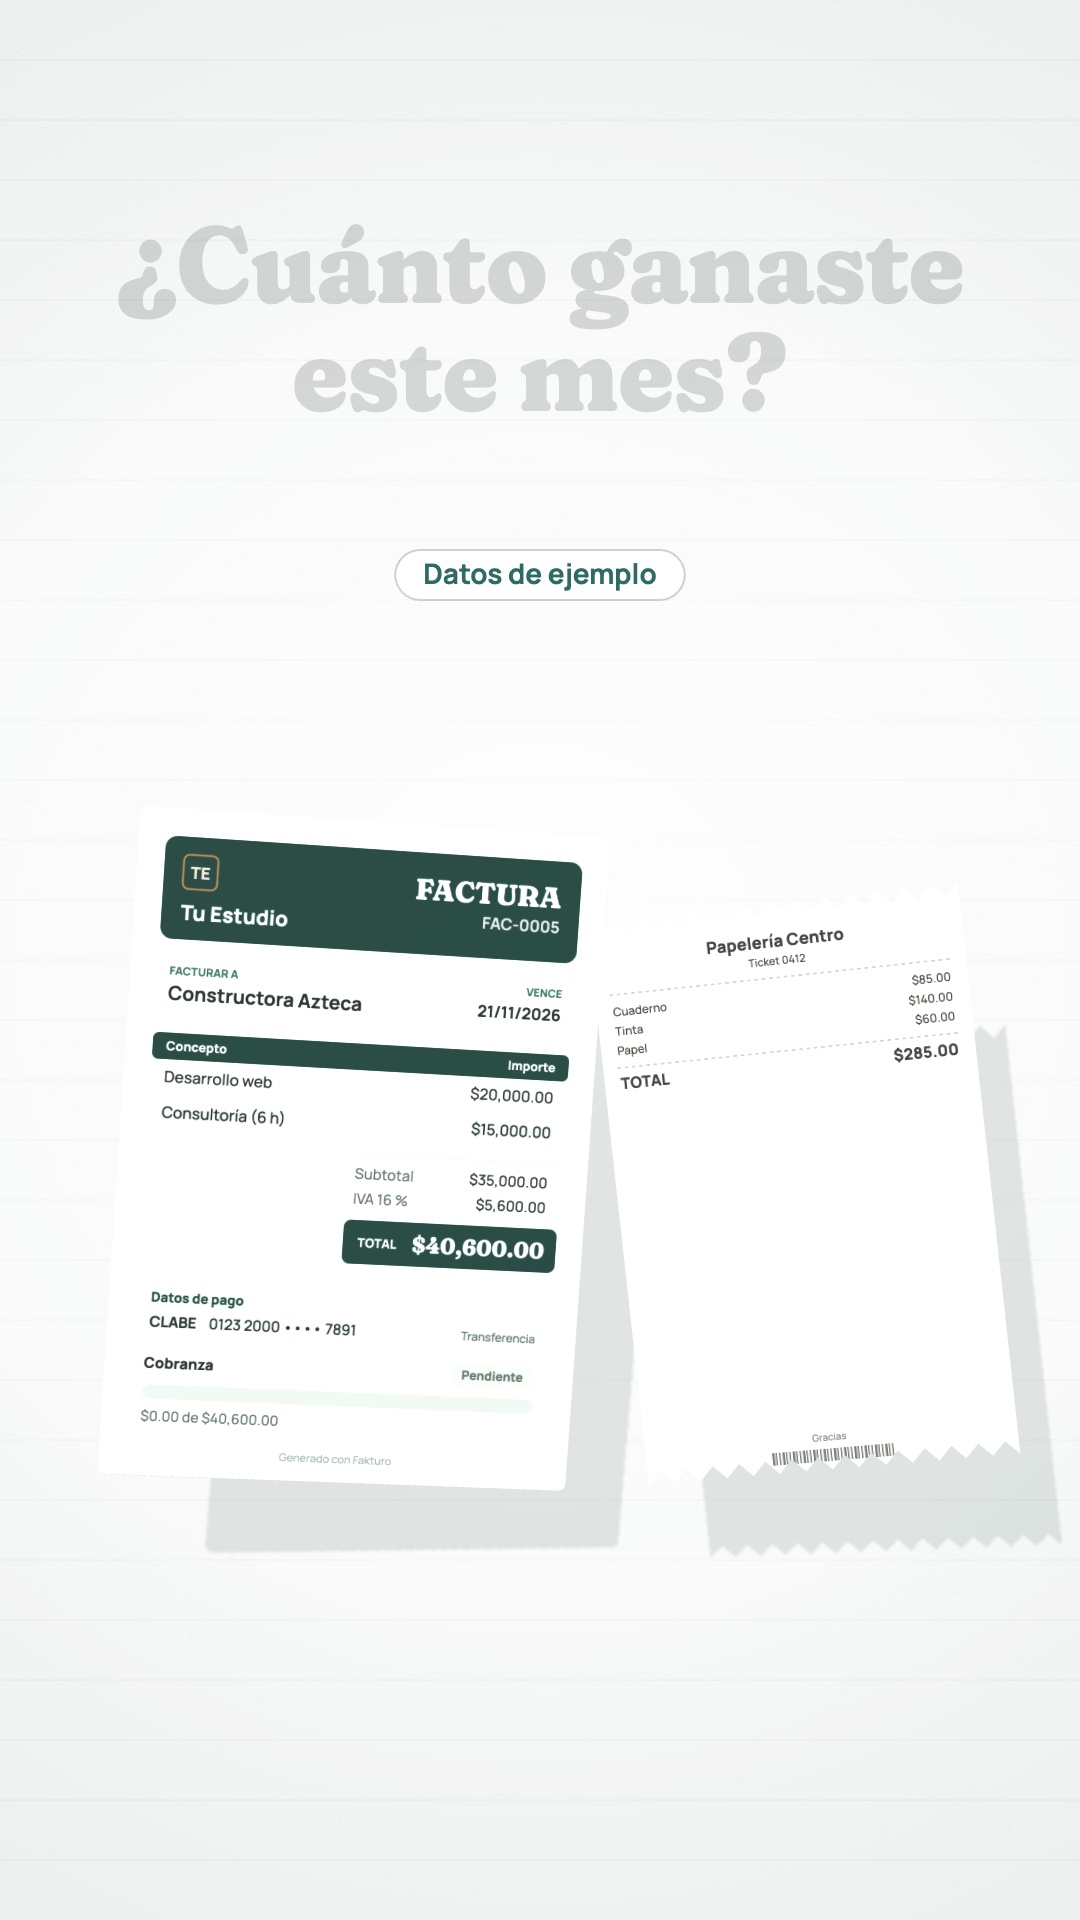 ¿Cuánto ganaste
este mes?
Datos de ejemplo
TE
Tu Estudio
FACTURA
FAC-0005
FACTURAR A
Constructora Azteca
VENCE
21/11/2026
Concepto Importe
Desarrollo web $20,000.00
Consultoría (6 h) $15,000.00
Subtotal $35,000.00
IVA 16 % $5,600.00
TOTAL $40,600.00
Datos de pago
CLABE 0123 2000 •••• 7891 Transferencia
Cobranza Pendiente
$0.00 de $40,600.00
Generado con Fakturo
Papelería Centro
Ticket 0412
Cuaderno $85.00
Tinta $140.00
Papel $60.00
TOTAL $285.00
Gracias